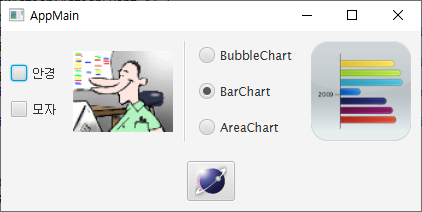 AppMain
안경
모자
BubbleChart
BarChart
AreaChart
2009